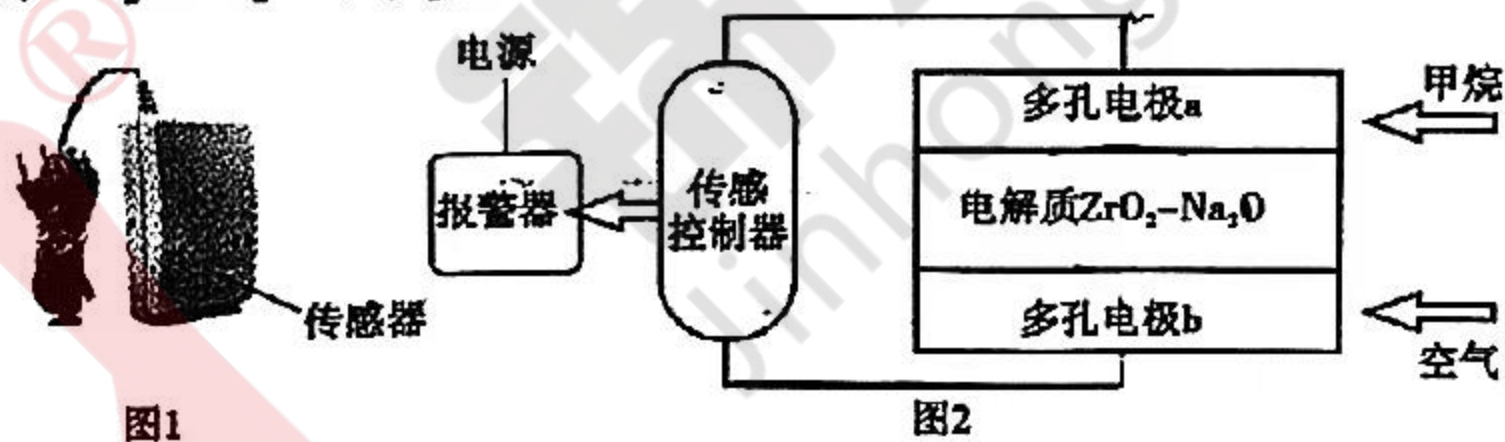 电源
甲烷
多孔电极a
传感控制器
报警器
电解质ZrO₂-Na₂O
传感器
多孔电极b
空气
图1
图2
®
Jinhong